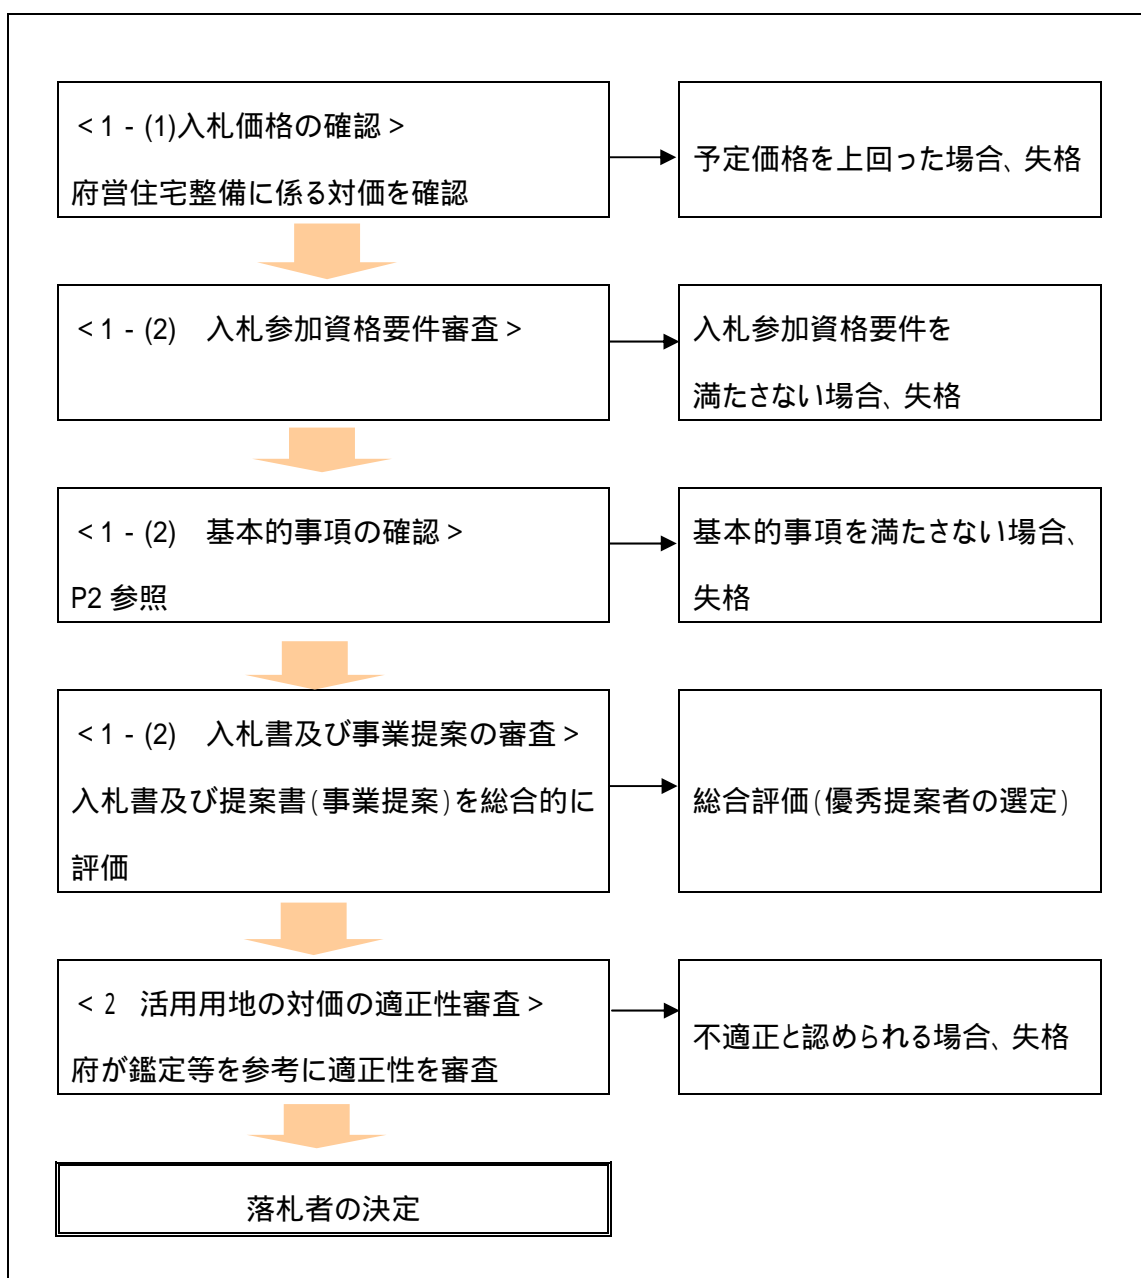 ＜1 - (1)入札価格の確認＞
府営住宅整備に係る対価を確認
予定価格を上回った場合、失格
＜1 - (2)　入札参加資格要件審査＞
入札参加資格要件を
満たさない場合、失格
＜1 - (2)　基本的事項の確認＞
P2 参照
基本的事項を満たさない場合、
失格
＜1 - (2)　入札書及び事業提案の審査＞
入札書及び提案書(事業提案)を総合的に
評価
総合評価(優秀提案者の選定)
＜ 2　活用用地の対価の適正性審査＞
府が鑑定等を参考に適正性を審査
不適正と認められる場合、失格
落札者の決定